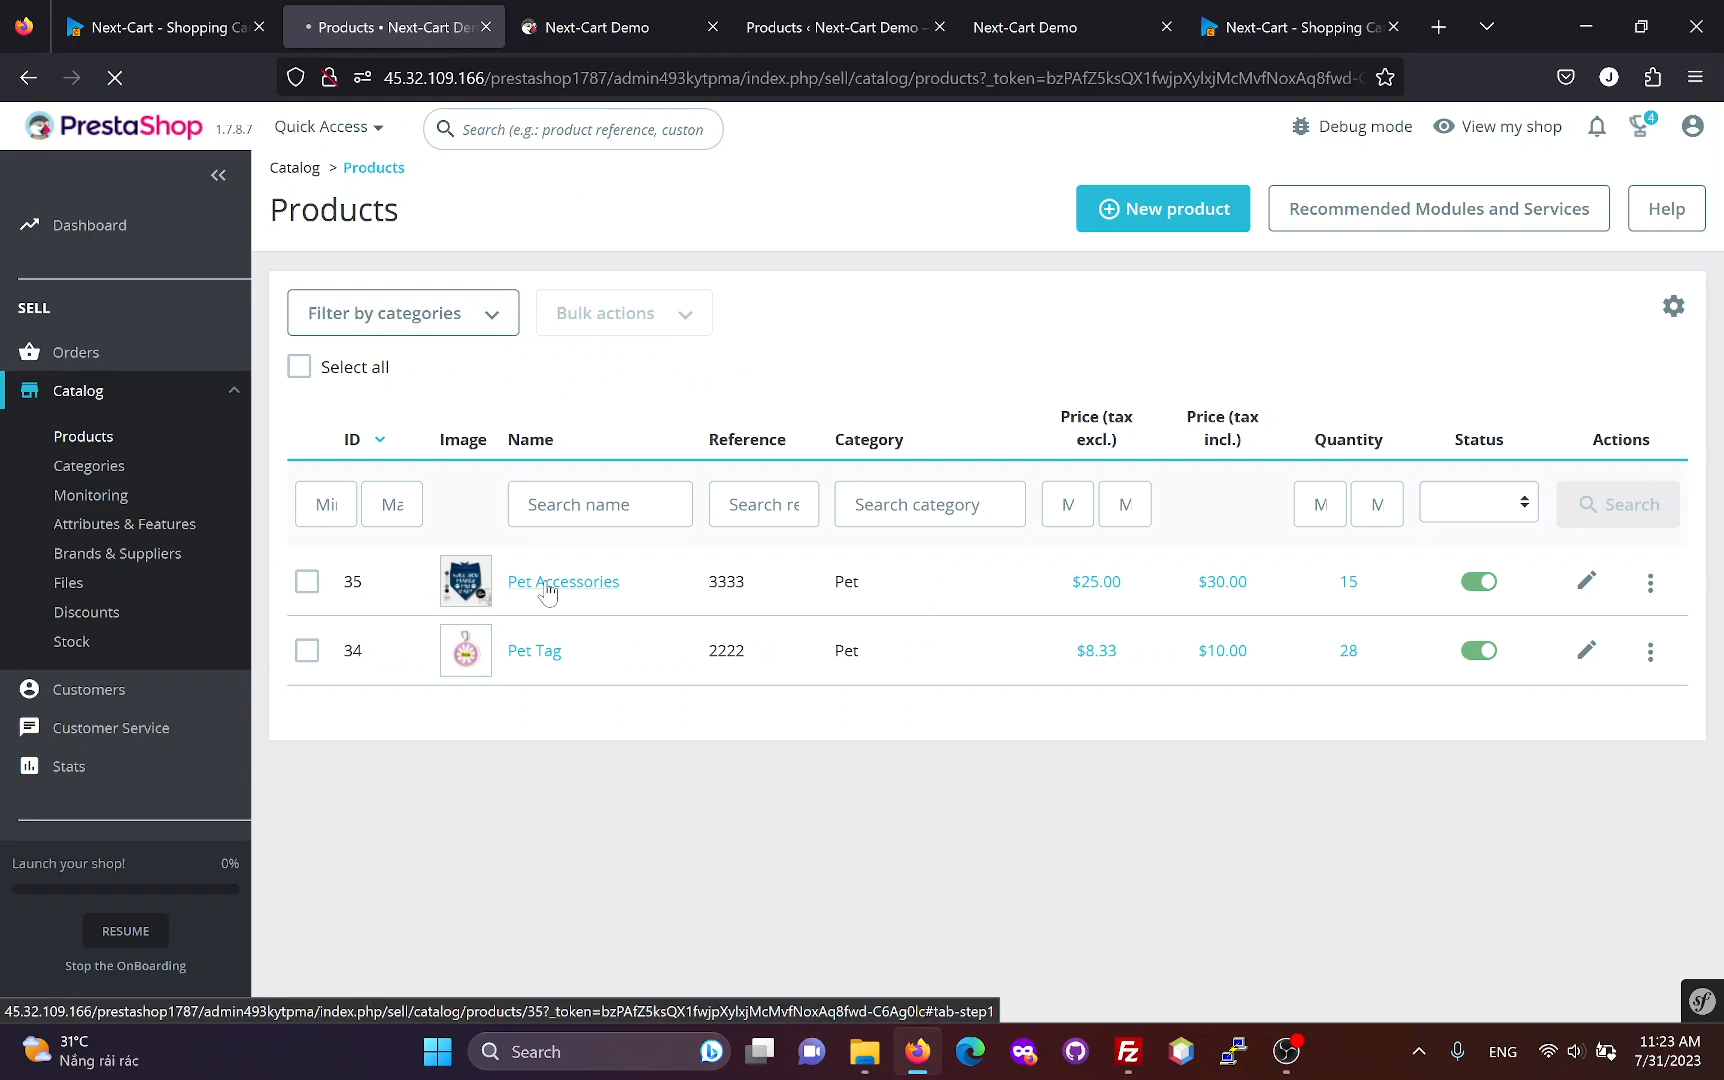 Next-Cart - Shopping Ca
Products • Next-Cart De
Next-Cart Demo
Products ‹ Next-Cart Demo –
Next-Cart Demo
Next-Cart - Shopping Ca
45.32.109.166/prestashop1787/admin493kytpma/index.php/sell/catalog/products?_token=bzPAfZ5ksQX1fwjpXylxjMcMvfNoxAq8fwd-C
J
PrestaShop 1.7.8.7
Quick Access
Search (e.g.: product reference, custon
Debug mode
View my shop
4
Catalog > Products
Products
New product
Recommended Modules and Services
Help
Dashboard
SELL
Orders
Catalog
Products
Categories
Monitoring
Attributes & Features
Brands & Suppliers
Files
Discounts
Stock
Customers
Customer Service
Stats
Launch your shop! 0%
RESUME
Stop the OnBoarding
Filter by categories
Bulk actions
Select all
ID Image Name Reference Category Price (tax excl.) Price (tax incl.) Quantity Status Actions
Mi Ma Search name Search re Search category M M M M Search
35 Pet Accessories 3333 Pet $25.00 $30.00 15
34 Pet Tag 2222 Pet $8.33 $10.00 28
45.32.109.166/prestashop1787/admin493kytpma/index.php/sell/catalog/products/35?_token=bzPAfZ5ksQX1fwjpXylxjMcMvfNoxAq8fwd-C6Ag0lc#tab-step1
sf
31°C
Nắng rải rác
Search
Fz
ENG
11:23 AM
7/31/2023